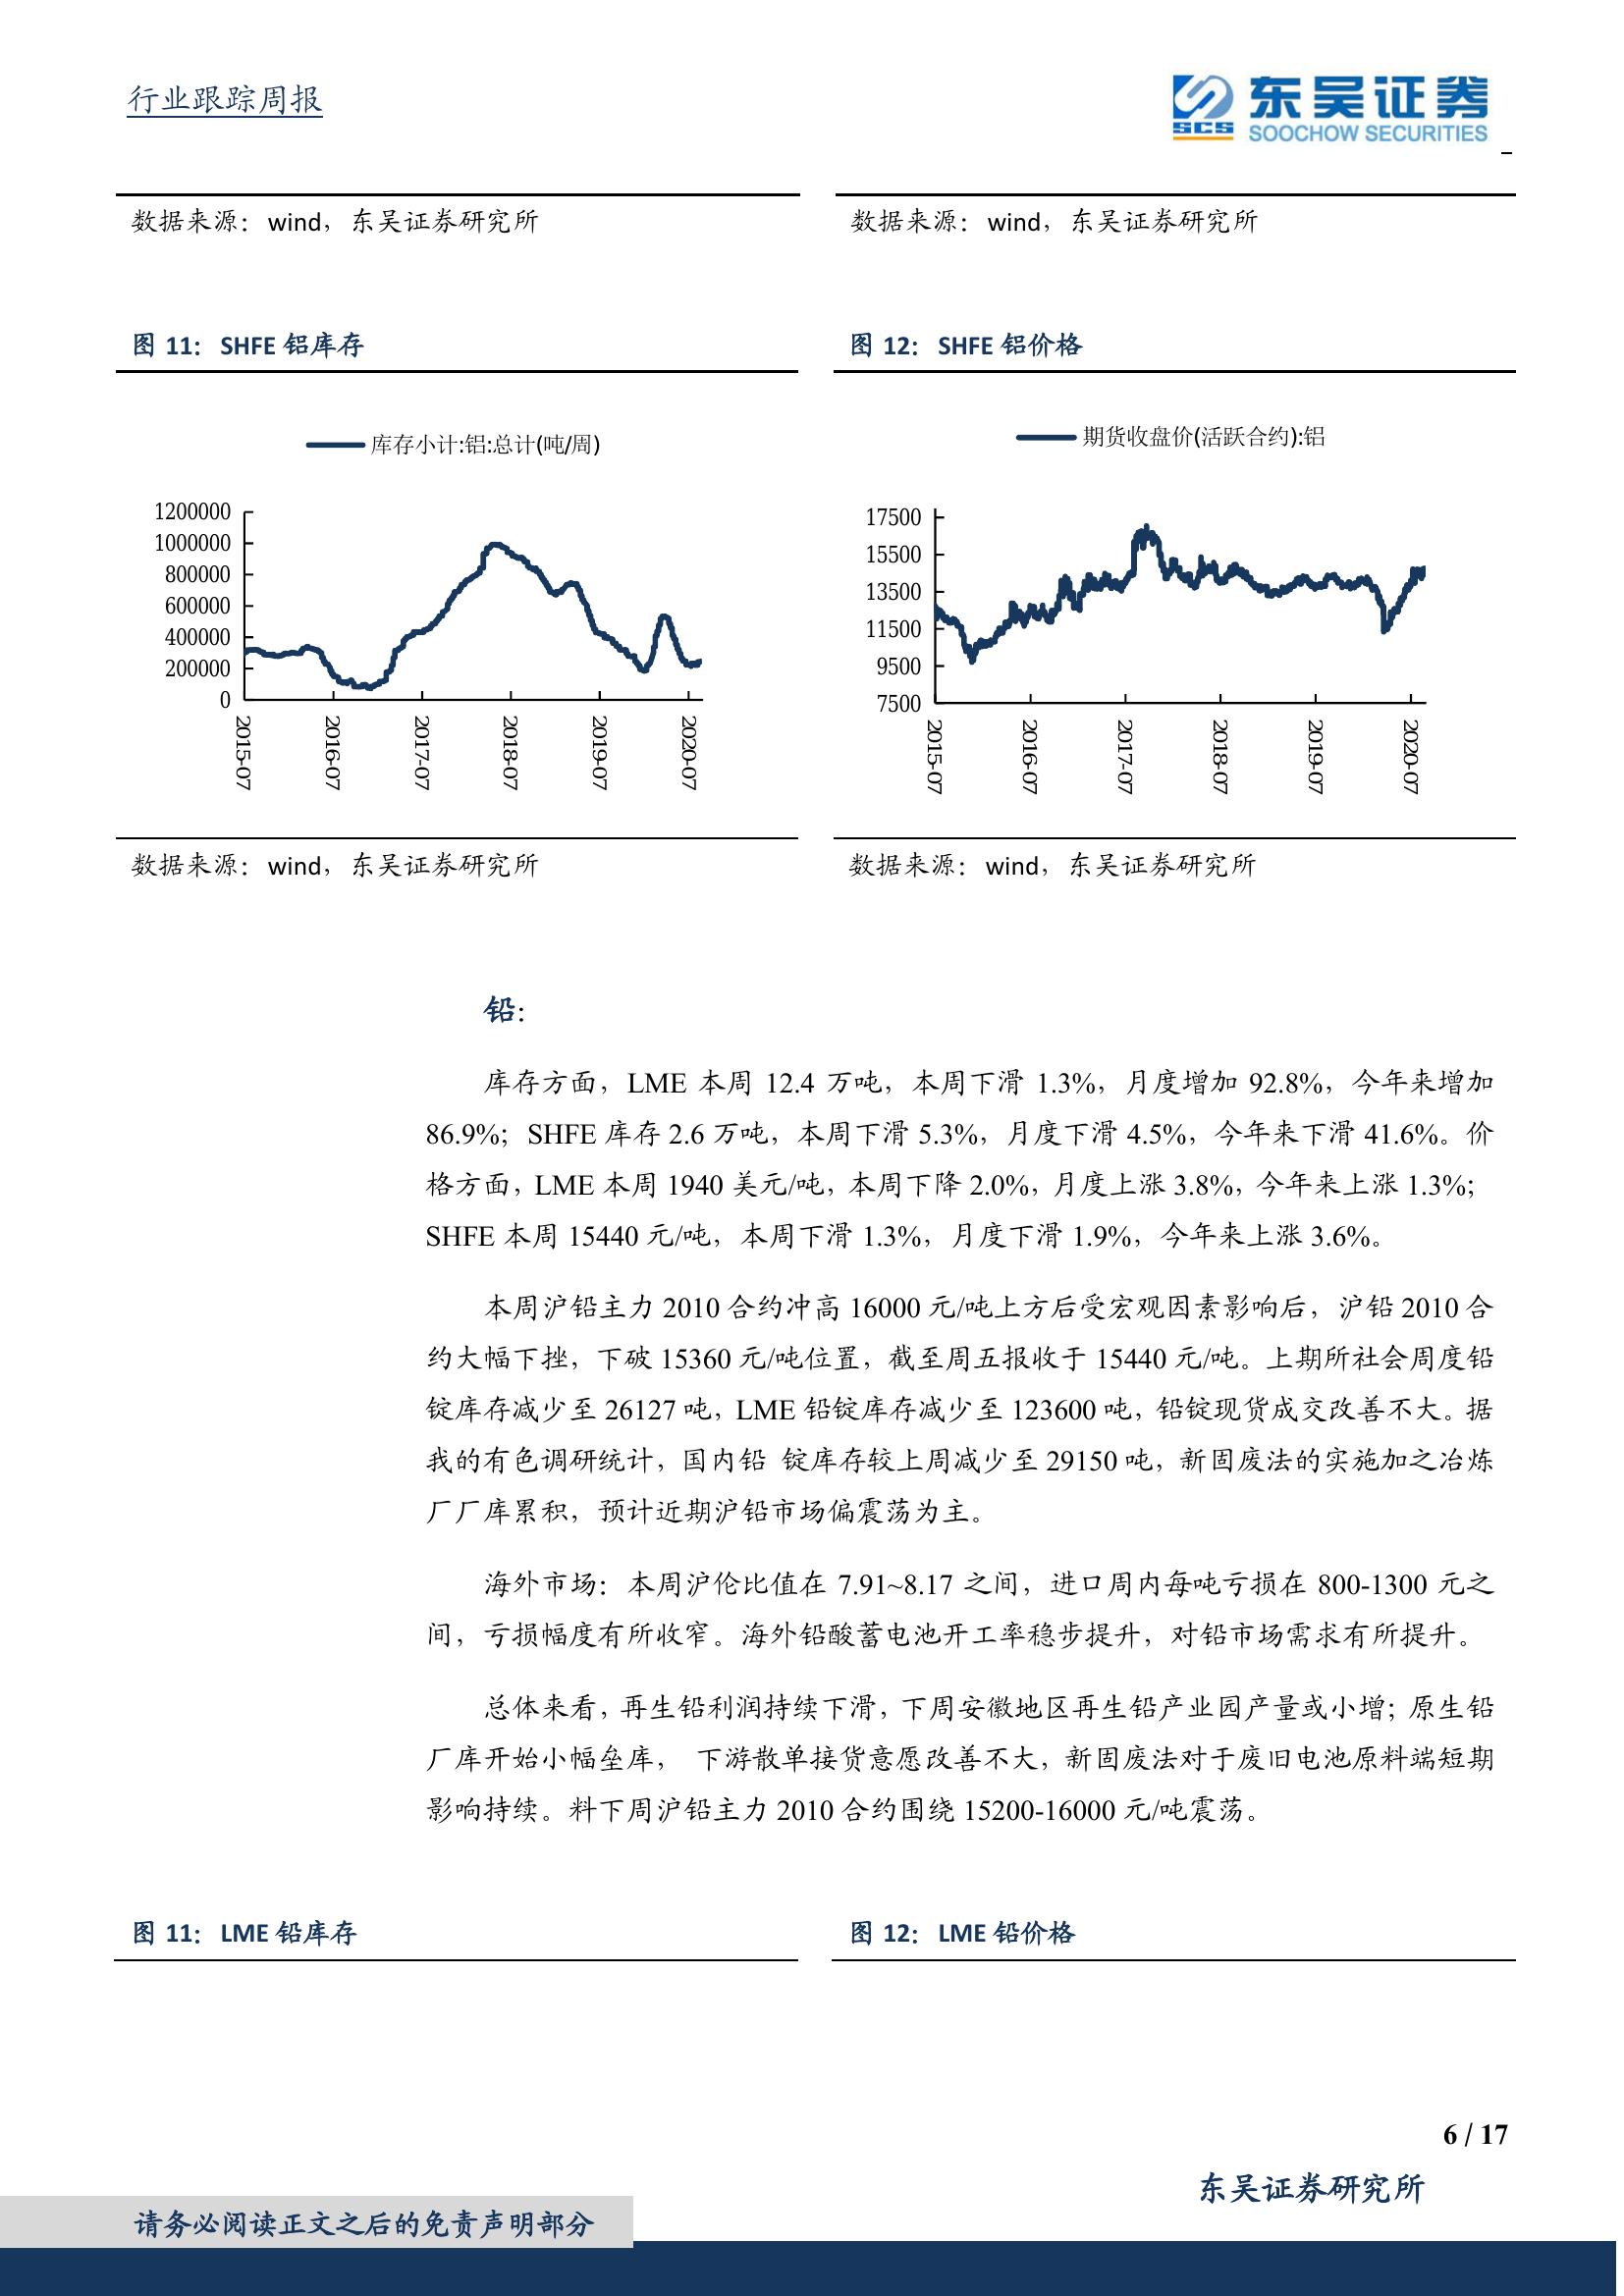 行业跟踪周报
东吴证券
SCS
SOOCHOW SECURITIES
数据来源：wind，东吴证券研究所
数据来源：wind，东吴证券研究所
图 11：SHFE 铝库存
库存小计:铝:总计(吨/周)
1200000
1000000
800000
600000
400000
200000
0
2015-07
2016-07
2017-07
2018-07
2019-07
2020-07
数据来源：wind，东吴证券研究所
图 12：SHFE 铝价格
期货收盘价(活跃合约):铝
17500
15500
13500
11500
9500
7500
2015-07
2016-07
2017-07
2018-07
2019-07
2020-07
数据来源：wind，东吴证券研究所
铅：
库存方面，LME 本周 12.4 万吨，本周下滑 1.3%，月度增加 92.8%，今年来增加
86.9%；SHFE 库存 2.6 万吨，本周下滑 5.3%，月度下滑 4.5%，今年来下滑 41.6%。价
格方面，LME 本周 1940 美元/吨，本周下降 2.0%，月度上涨 3.8%，今年来上涨 1.3%；
SHFE 本周 15440 元/吨，本周下滑 1.3%，月度下滑 1.9%，今年来上涨 3.6%。
本周沪铅主力 2010 合约冲高 16000 元/吨上方后受宏观因素影响后，沪铅 2010 合
约大幅下挫，下破 15360 元/吨位置，截至周五报收于 15440 元/吨。上期所社会周度铅
锭库存减少至 26127 吨，LME 铅锭库存减少至 123600 吨，铅锭现货成交改善不大。据
我的有色调研统计，国内铅 锭库存较上周减少至 29150 吨，新固废法的实施加之冶炼
厂厂库累积，预计近期沪铅市场偏震荡为主。
海外市场：本周沪伦比值在 7.91~8.17 之间，进口周内每吨亏损在 800-1300 元之
间，亏损幅度有所收窄。海外铅酸蓄电池开工率稳步提升，对铅市场需求有所提升。
总体来看，再生铅利润持续下滑，下周安徽地区再生铅产业园产量或小增；原生铅
厂库开始小幅垒库， 下游散单接货意愿改善不大，新固废法对于废旧电池原料端短期
影响持续。料下周沪铅主力 2010 合约围绕 15200-16000 元/吨震荡。
图 11：LME 铅库存
图 12：LME 铅价格
6 / 17
东吴证券研究所
请务必阅读正文之后的免责声明部分